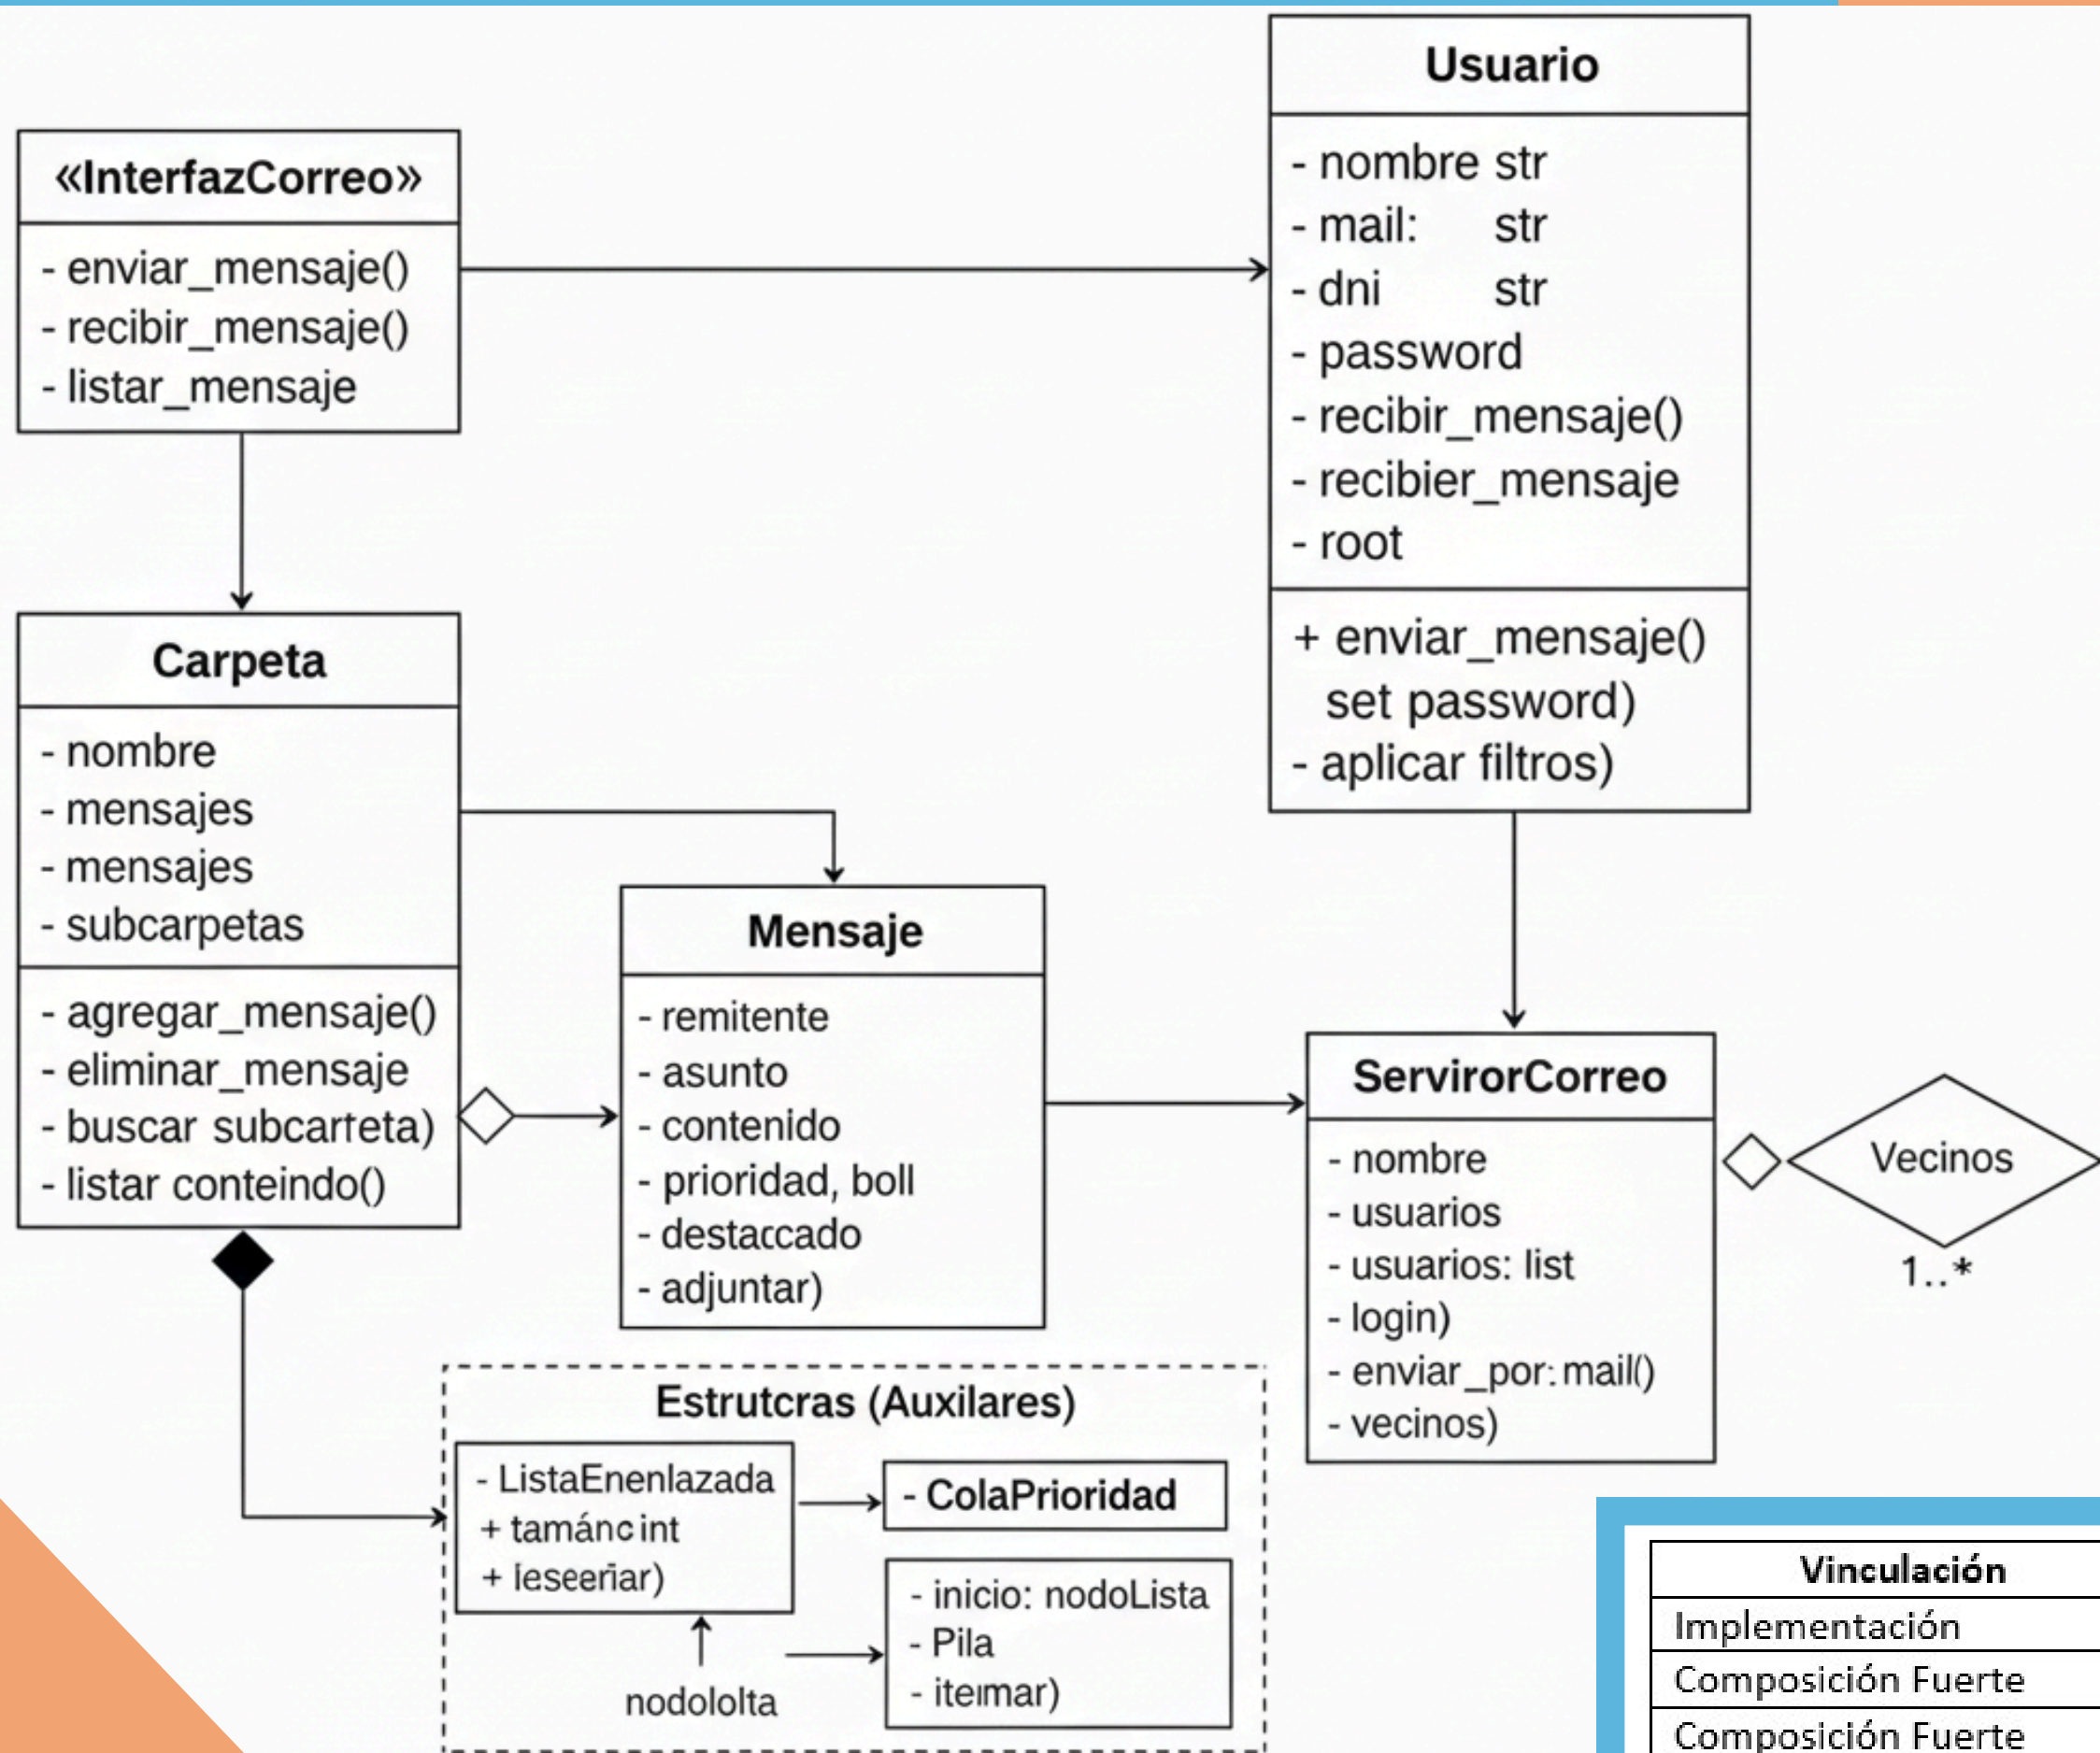 Usuario
- nombre str
- mail: str
- dni str
- password
- recibir_mensaje()
- recibier_mensaje
- root
+ enviar_mensaje()
set password)
- aplicar filtros)
«InterfazCorreo»
- enviar_mensaje()
- recibir_mensaje()
- listar_mensaje
Carpeta
- nombre
- mensajes
- mensajes
- subcarpetas
- agregar_mensaje()
- eliminar_mensaje
- buscar subcarfeta)
- listar conteindo()
Mensaje
- remitente
- asunto
- contenido
- prioridad, boll
- destaccado
- adjuntar)
ServirorCorreo
- nombre
- usuarios
- usuarios: list
- login)
- enviar_por: mail()
- vecinos)
Vecinos
1..*
Estrutcras (Auxilares)
- ListaEnenlazada
+ tamánc int
- ColaPrioridad
- inicio: nodoLista
- Pila
nodololta
Vinculación
Implementación
Composición Fuerte
Composición Fuerte